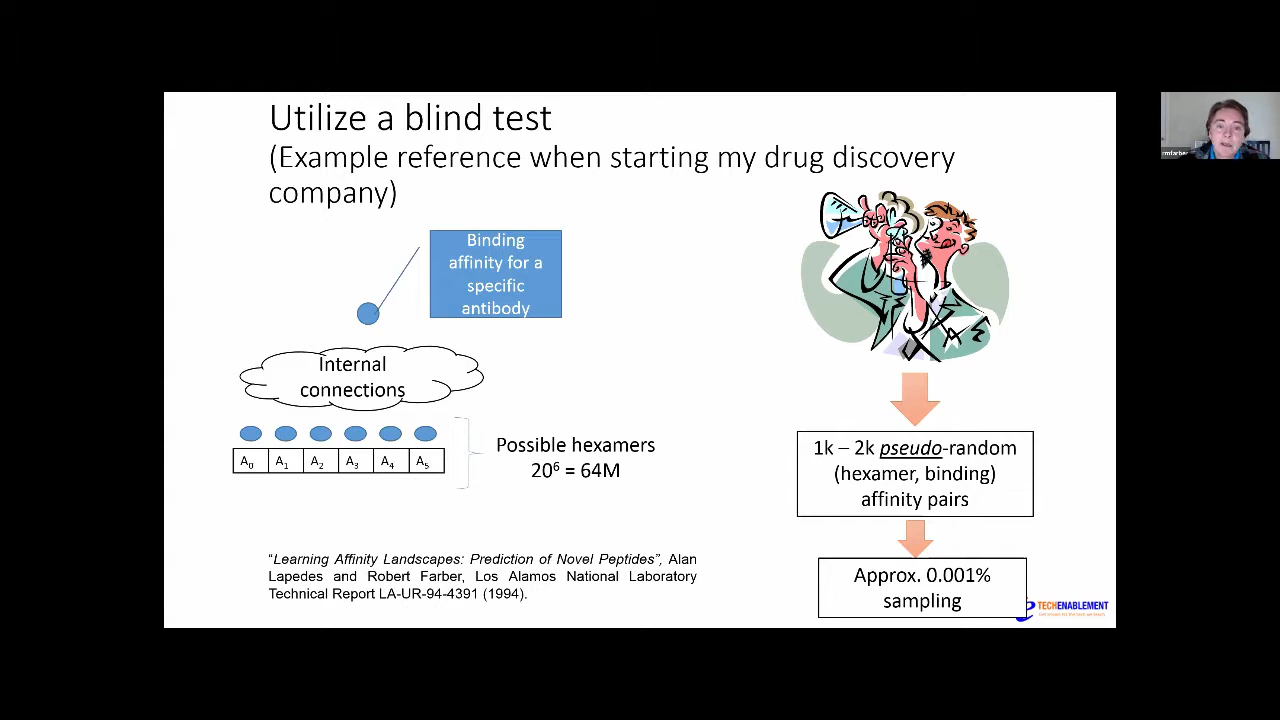 Utilize a blind test
(Example reference when starting my drug discovery
company)
Binding
affinity for a
specific
antibody
Internal
connections
A0 A1 A2 A3 A4 A5
Possible hexamers
20⁶ = 64M
1k – 2k pseudo-random
(hexamer, binding)
affinity pairs
Approx. 0.001%
sampling
"Learning Affinity Landscapes: Prediction of Novel Peptides", Alan
Lapedes and Robert Farber, Los Alamos National Laboratory
Technical Report LA-UR-94-4391 (1994).
TECHENABLEMENT
rmfarber